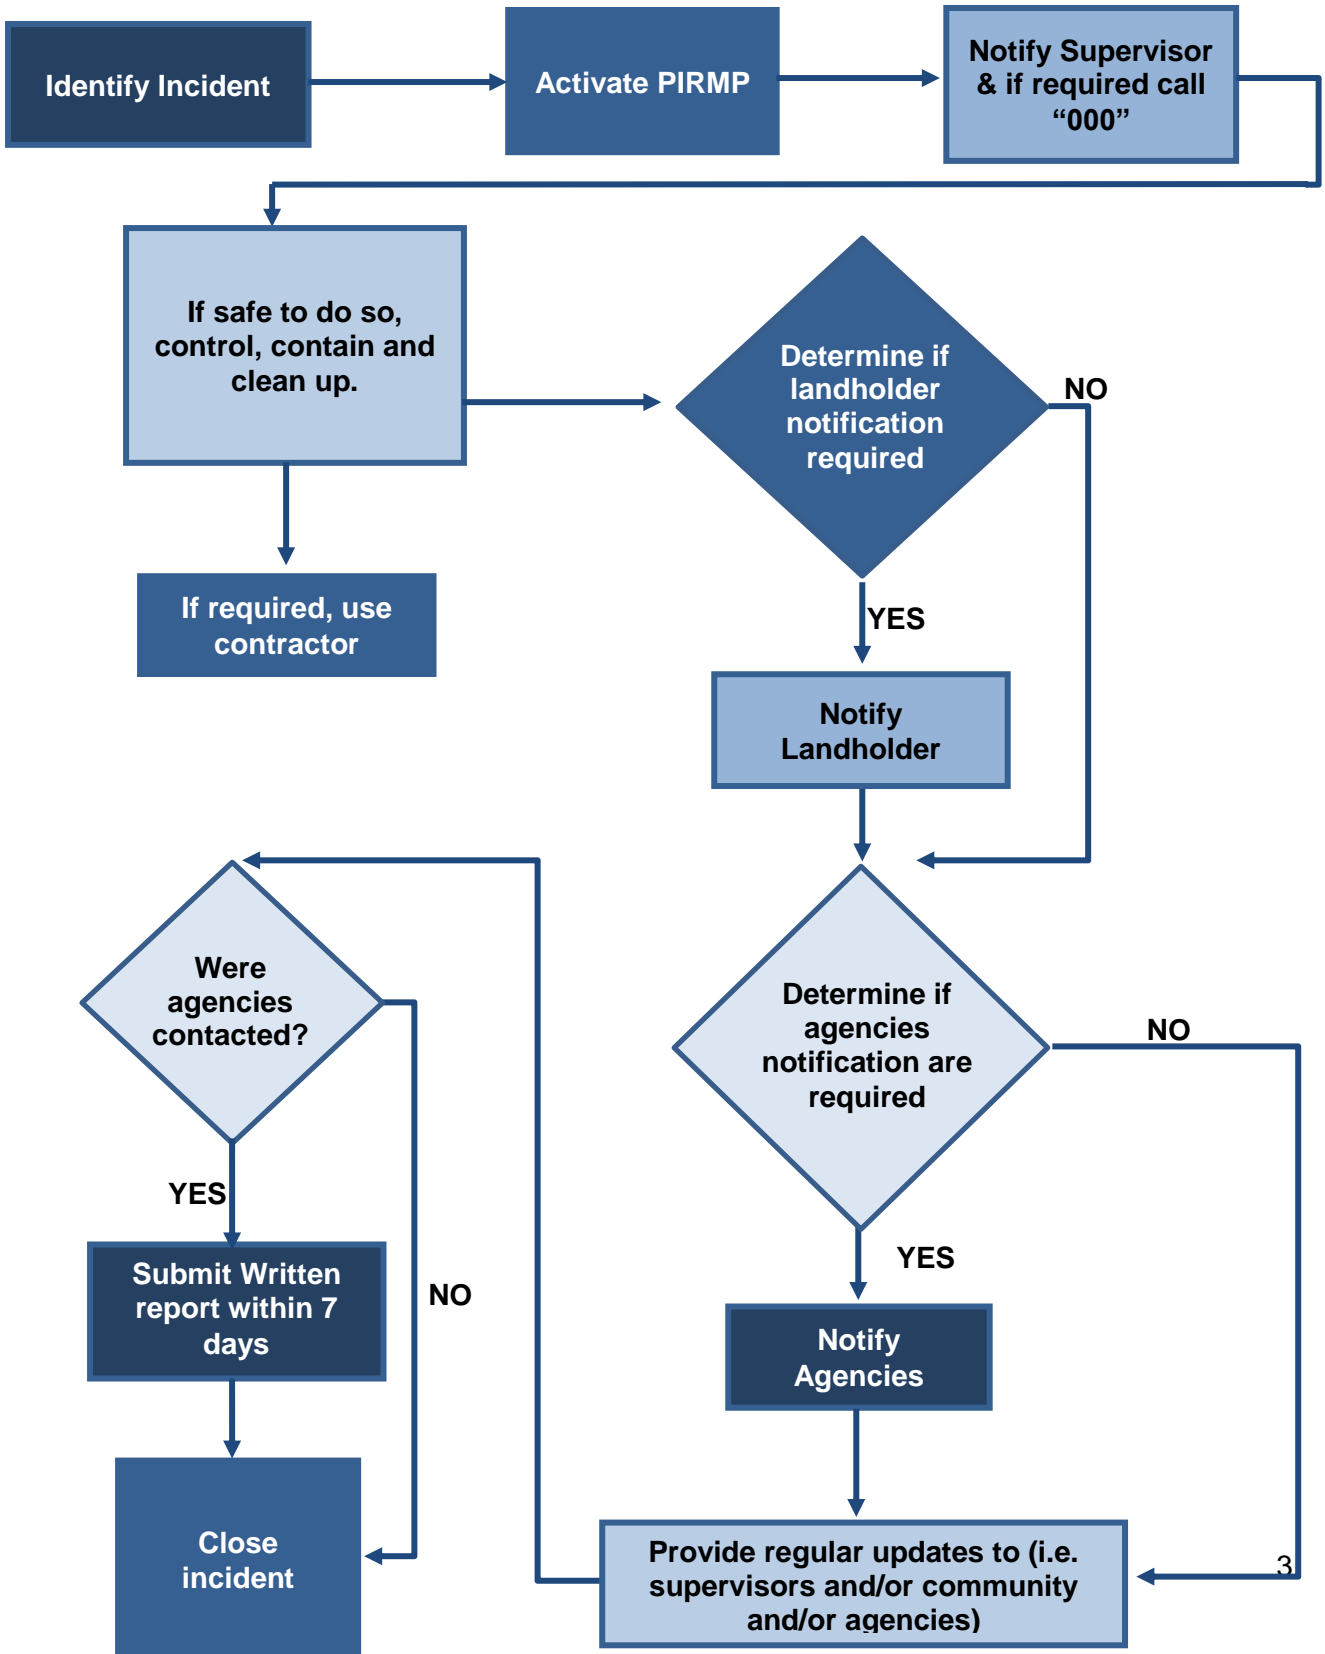 Identify Incident
Activate PIRMP
Notify Supervisor
& if required call
“000”
If safe to do so,
control, contain and
clean up.
Determine if
landholder
notification
required
NO
If required, use
contractor
YES
Notify
Landholder
Were
agencies
contacted?
Determine if
agencies
notification are
required
NO
YES
Submit Written
report within 7
days
NO
YES
Notify
Agencies
Close
incident
Provide regular updates to (i.e.
supervisors and/or community
and/or agencies)
3